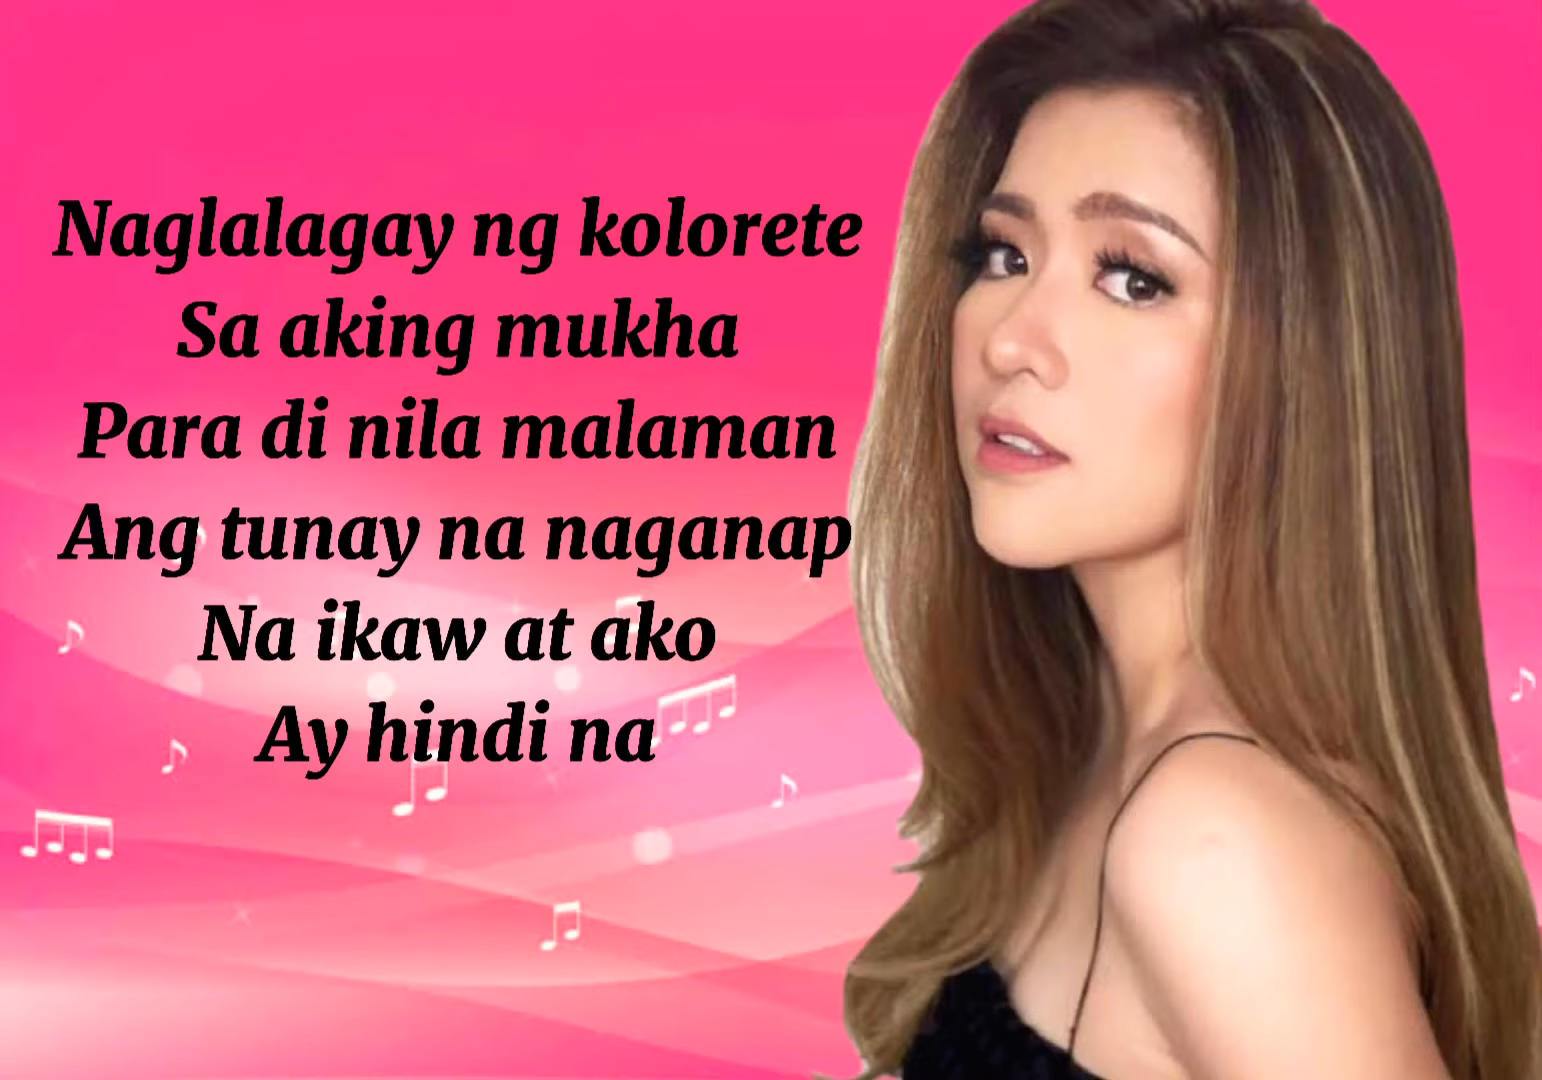 Naglalagay ng kolorete
Sa aking mukha
Para di nila malaman
Ang tunay na naganap
Na ikaw at ako
Ay hindi na